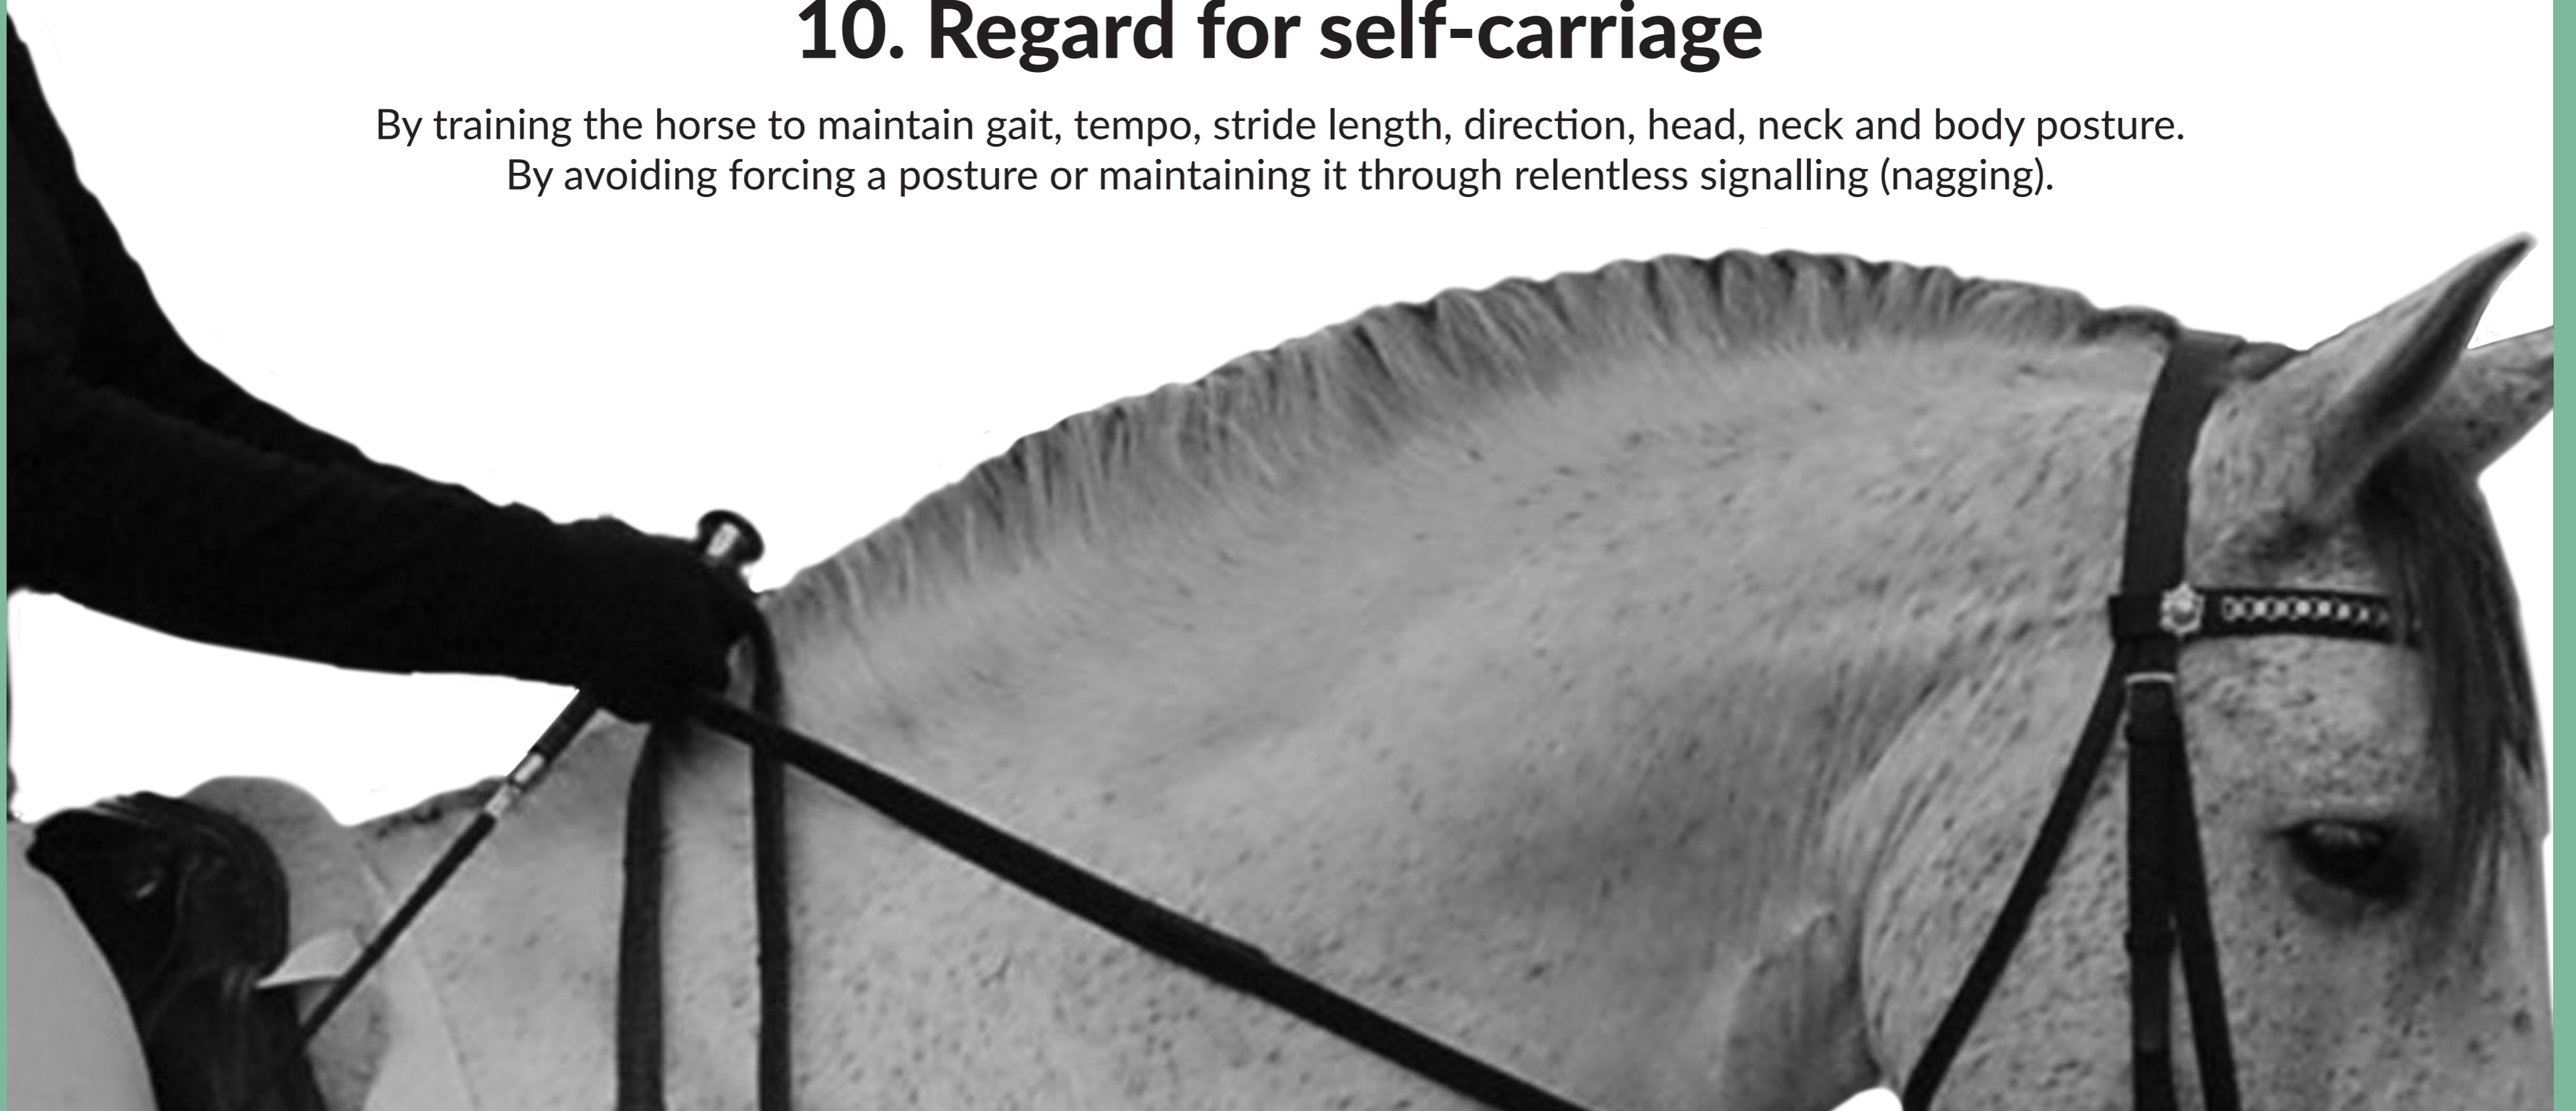 10. Regard for self-carriage
By training the horse to maintain gait, tempo, stride length, direction, head, neck and body posture.
By avoiding forcing a posture or maintaining it through relentless signalling (nagging).